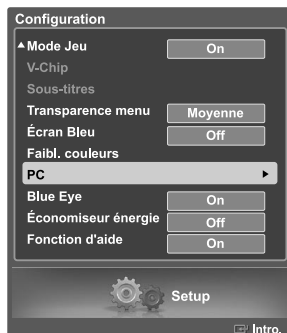 Configuration
Mode Jeu On
V-Chip
Sous-titres
Transparence menu Moyenne
Écran Bleu Off
Faibl. couleurs
PC
Blue Eye On
Économiseur énergie Off
Fonction d'aide On
Setup
Intro.